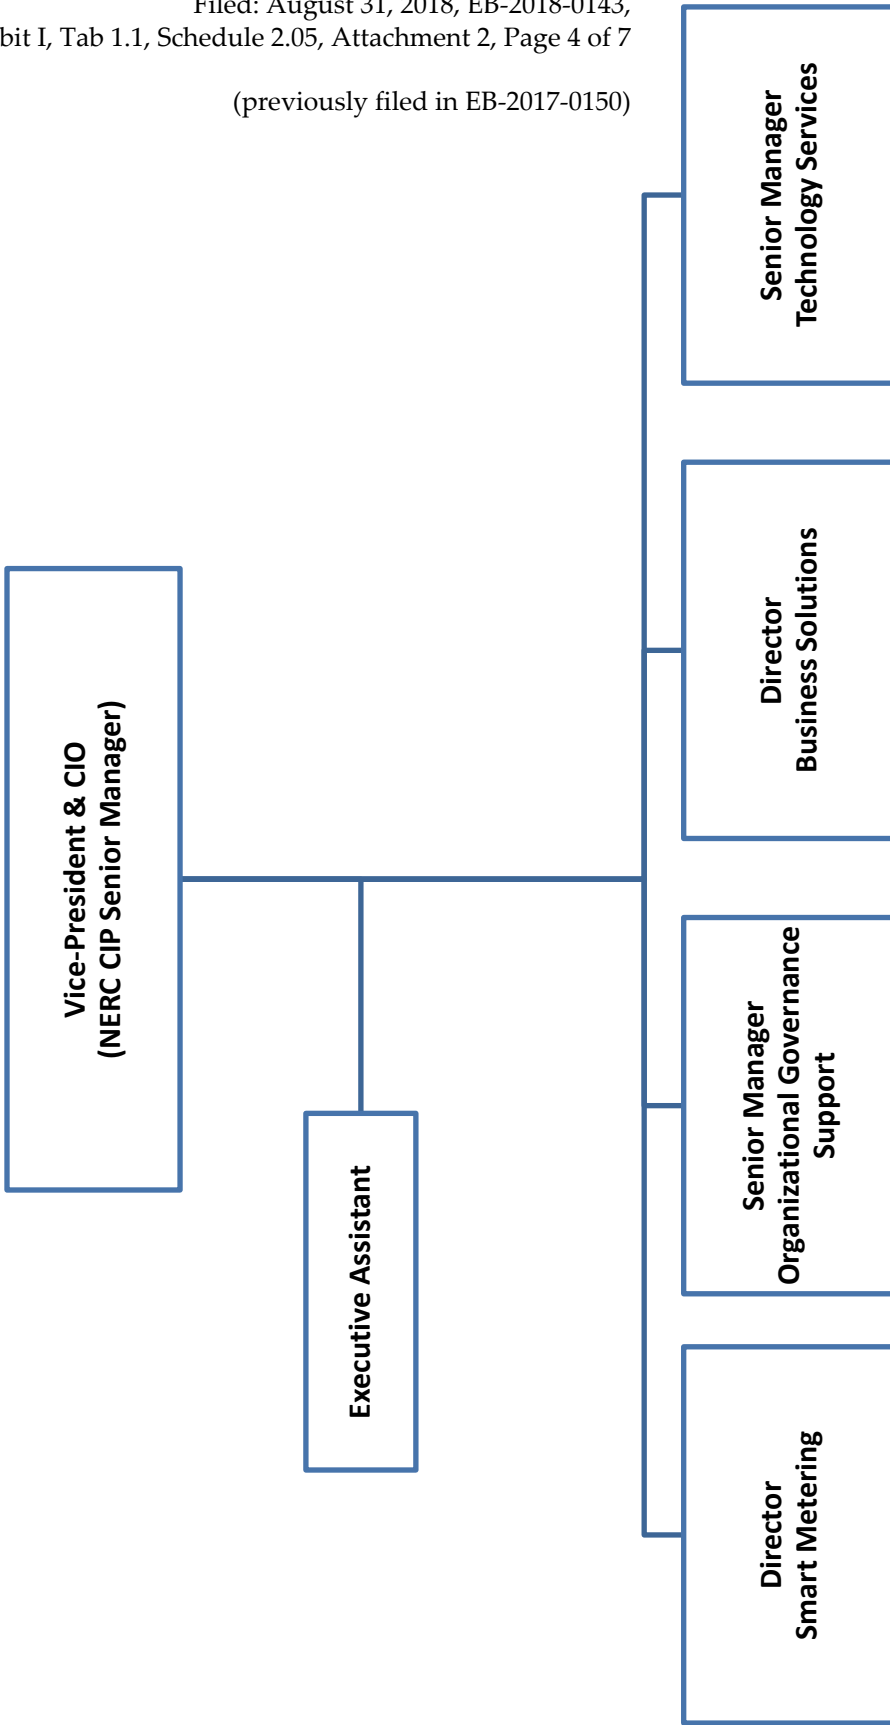 Filed: August 31, 2018, EB-2018-0143,
I, Tab 1.1, Schedule 2.05, Attachment 2, Page 4 of 7
(previously filed in EB-2017-0150)
Vice-President & CIO
(NERC CIP Senior Manager)
Executive Assistant
Director
Smart Metering
Senior Manager
Organizational Governance
Support
Director
Business Solutions
Senior Manager
Technology Services